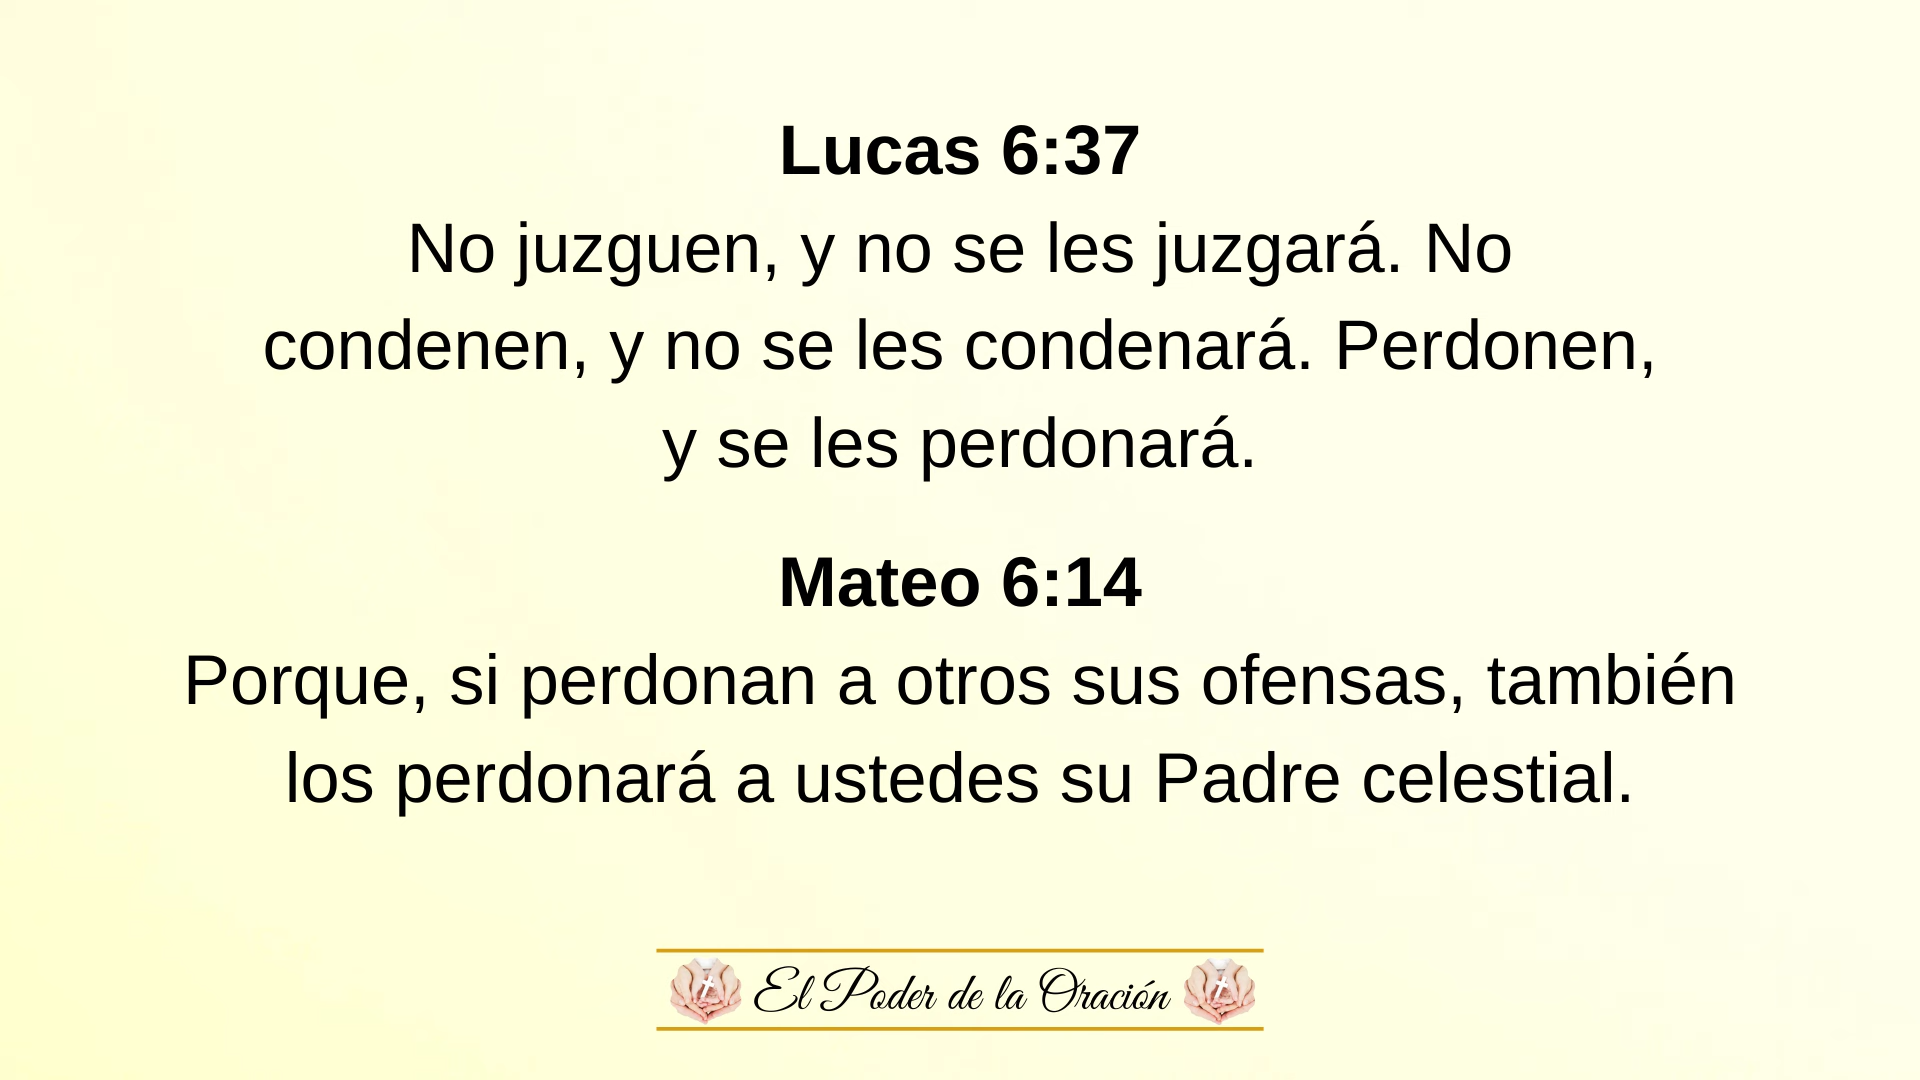 Lucas 6:37
No juzguen, y no se les juzgará. No
condenen, y no se les condenará. Perdonen,
y se les perdonará.
Mateo 6:14
Porque, si perdonan a otros sus ofensas, también
los perdonará a ustedes su Padre celestial.
El Poder de la Oración